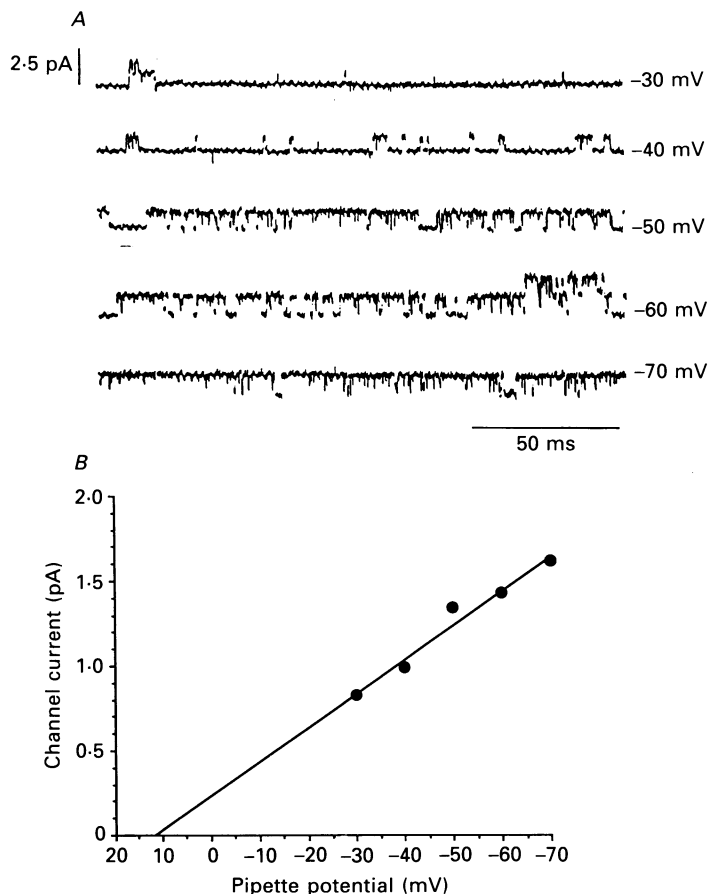 A
2·5 pA
−30 mV
−40 mV
−50 mV
−60 mV
−70 mV
50 ms
B
2·0
1·5
1·0
0·5
0
Channel current (pA)
20 10 0 −10 −20 −30 −40 −50 −60 −70
Pipette potential (mV)